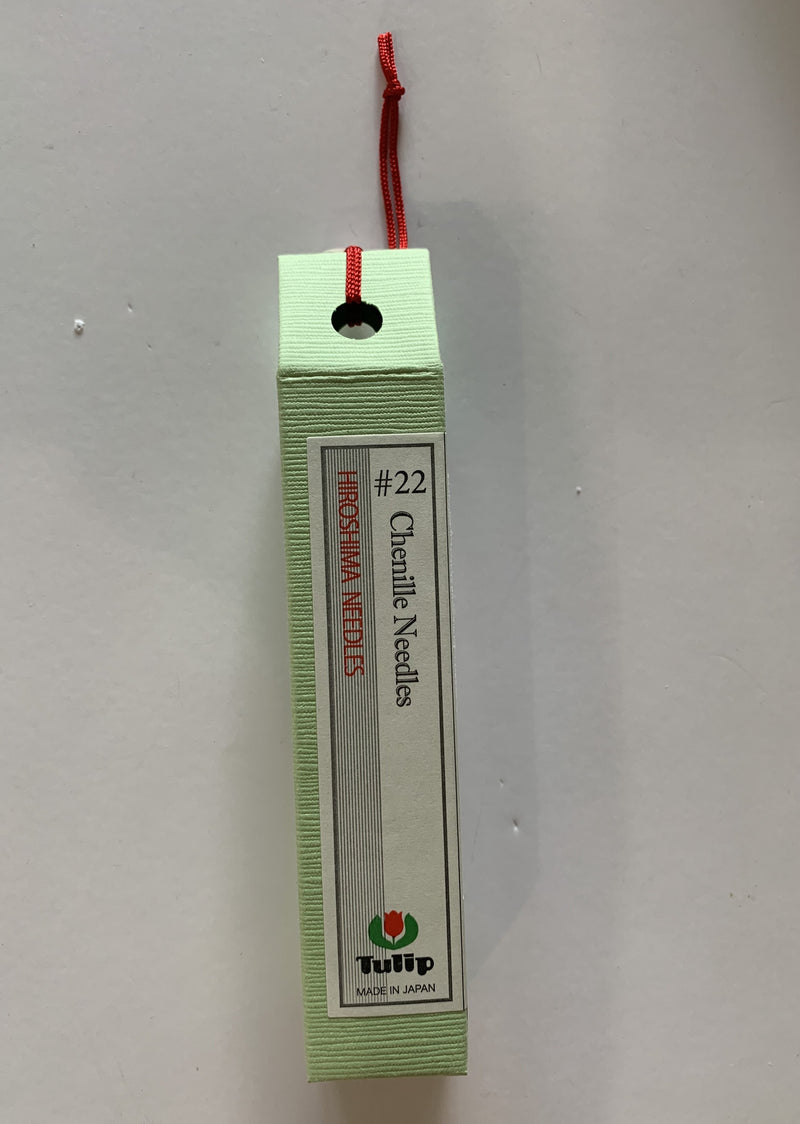 #22
Chenille Needles
HIROSHIMA NEEDLES
Tulip
MADE IN JAPAN